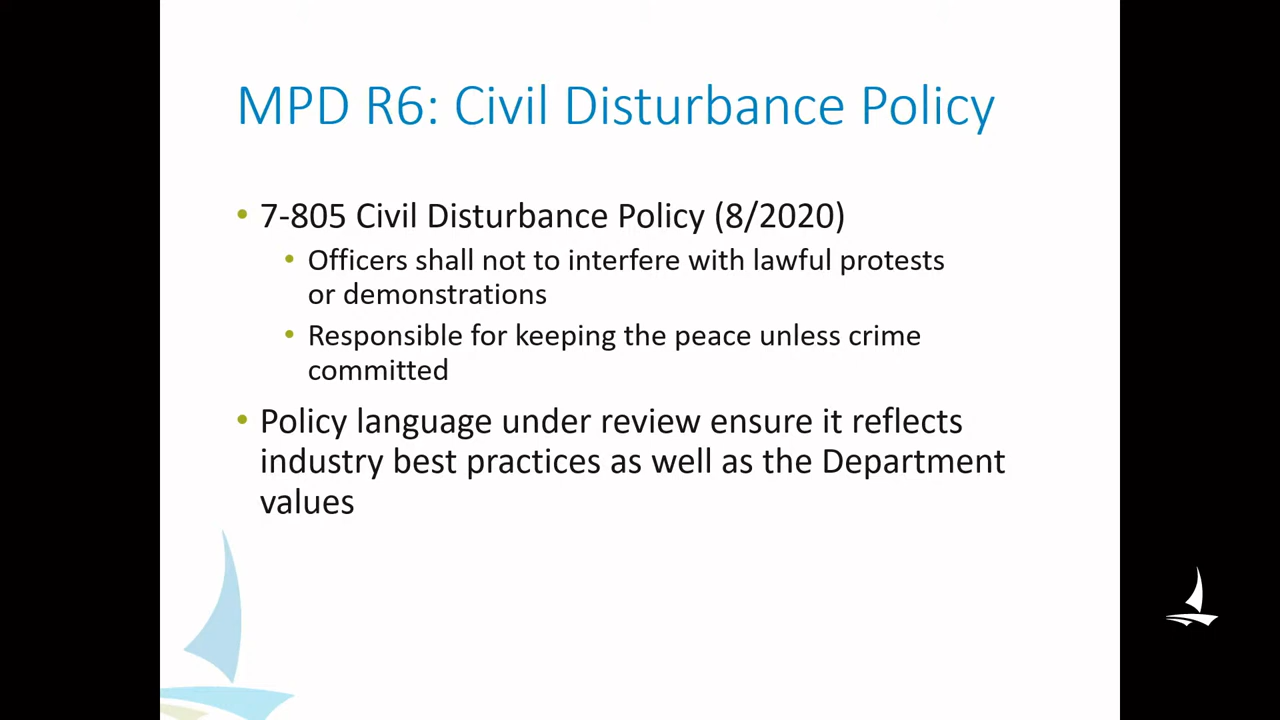 MPD R6: Civil Disturbance Policy
• 7-805 Civil Disturbance Policy (8/2020)
• Officers shall not to interfere with lawful protests
or demonstrations
• Responsible for keeping the peace unless crime
committed
• Policy language under review ensure it reflects
industry best practices as well as the Department
values